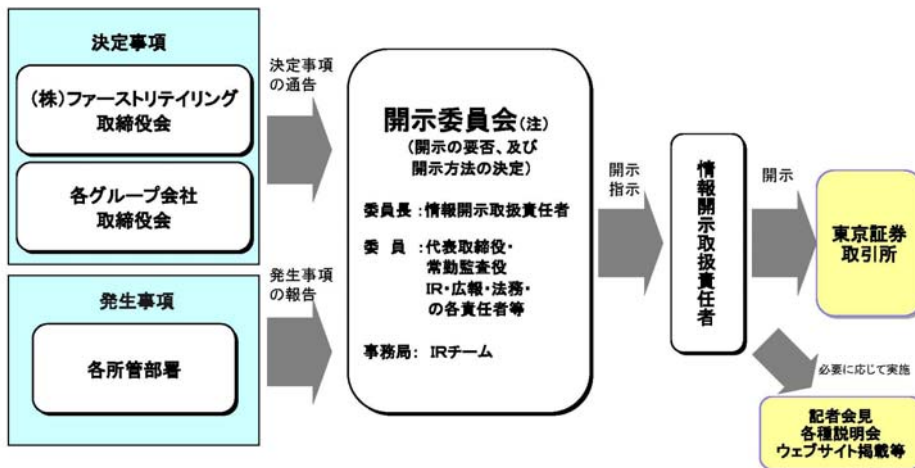 決定事項
(株)ファーストリテイリング
取締役会
各グループ会社
取締役会
発生事項
各所管部署
決定事項
の通告
発生事項
の報告
開示委員会(注)
(開示の要否、及び
開示方法の決定)
委員長:情報開示取扱責任者
委 員 :代表取締役・
常勤監査役
IR・広報・法務・
の各責任者等
事務局: IRチーム
開示
指示
情報開示取扱責任者
開示
東京証券
取引所
必要に応じて実施
記者会見
各種説明会
ウェブサイト掲載等